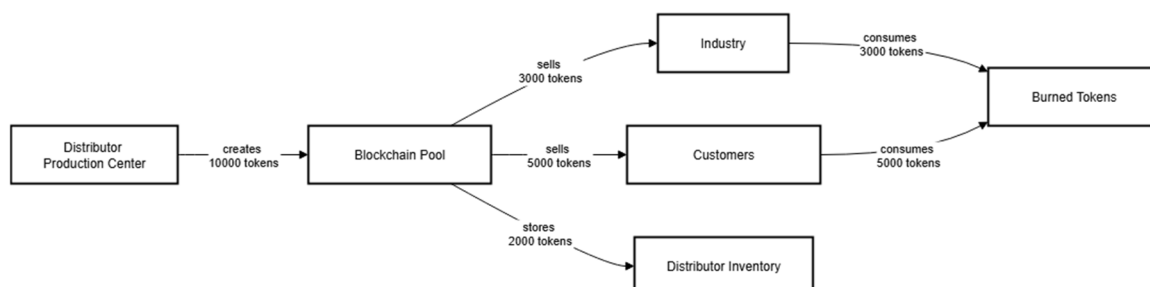 Distributor
Production Center
creates
10000 tokens
Blockchain Pool
sells
3000 tokens
Industry
consumes
3000 tokens
sells
5000 tokens
Customers
consumes
5000 tokens
Burned Tokens
stores
2000 tokens
Distributor Inventory